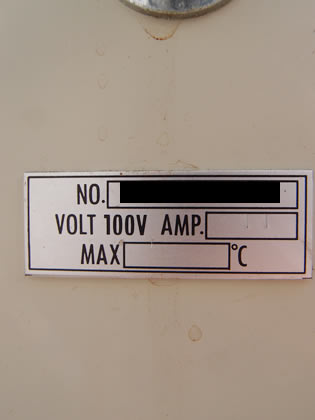 NO.
VOLT 100V AMP.
MAX °C